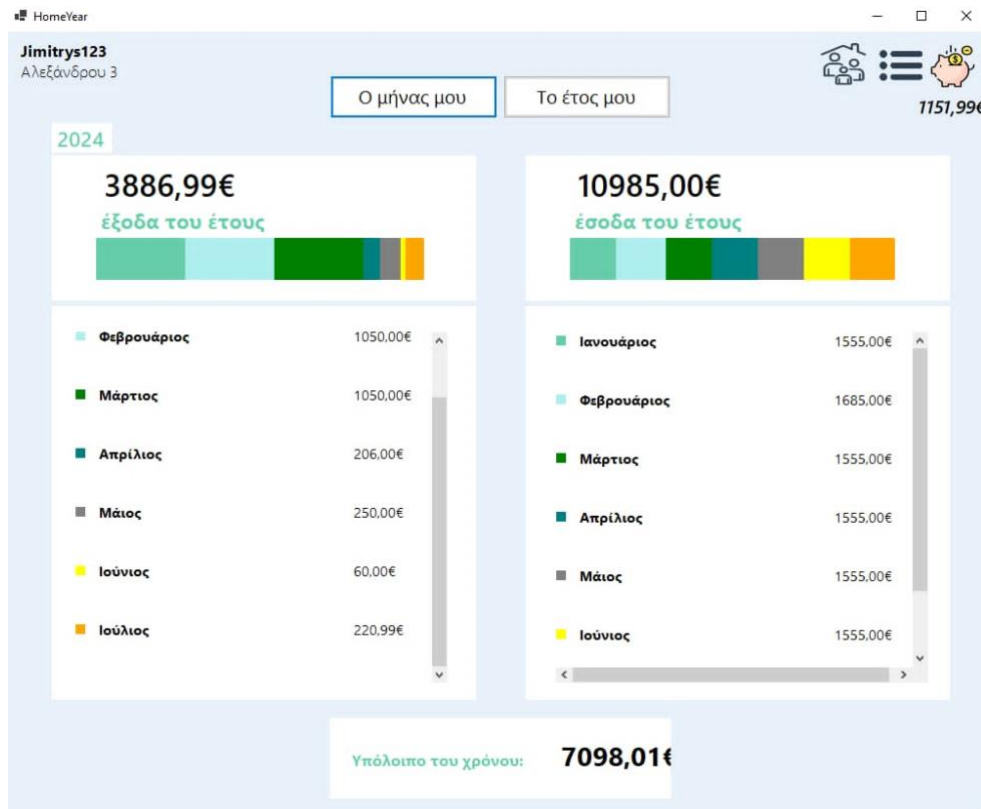 HomeYear
Jimitrys123
Αλεξάνδρου 3
Ο μήνας μου
Το έτος μου
1151,99€
2024
3886,99€
έξοδα του έτους
Φεβρουάριος 1050,00€
Μάρτιος 1050,00€
Απρίλιος 206,00€
Μάιος 250,00€
Ιούνιος 60,00€
Ιούλιος 220,99€
10985,00€
έσοδα του έτους
Ιανουάριος 1555,00€
Φεβρουάριος 1685,00€
Μάρτιος 1555,00€
Απρίλιος 1555,00€
Μάιος 1555,00€
Ιούνιος 1555,00€
Υπόλοιπο του χρόνου: 7098,01€